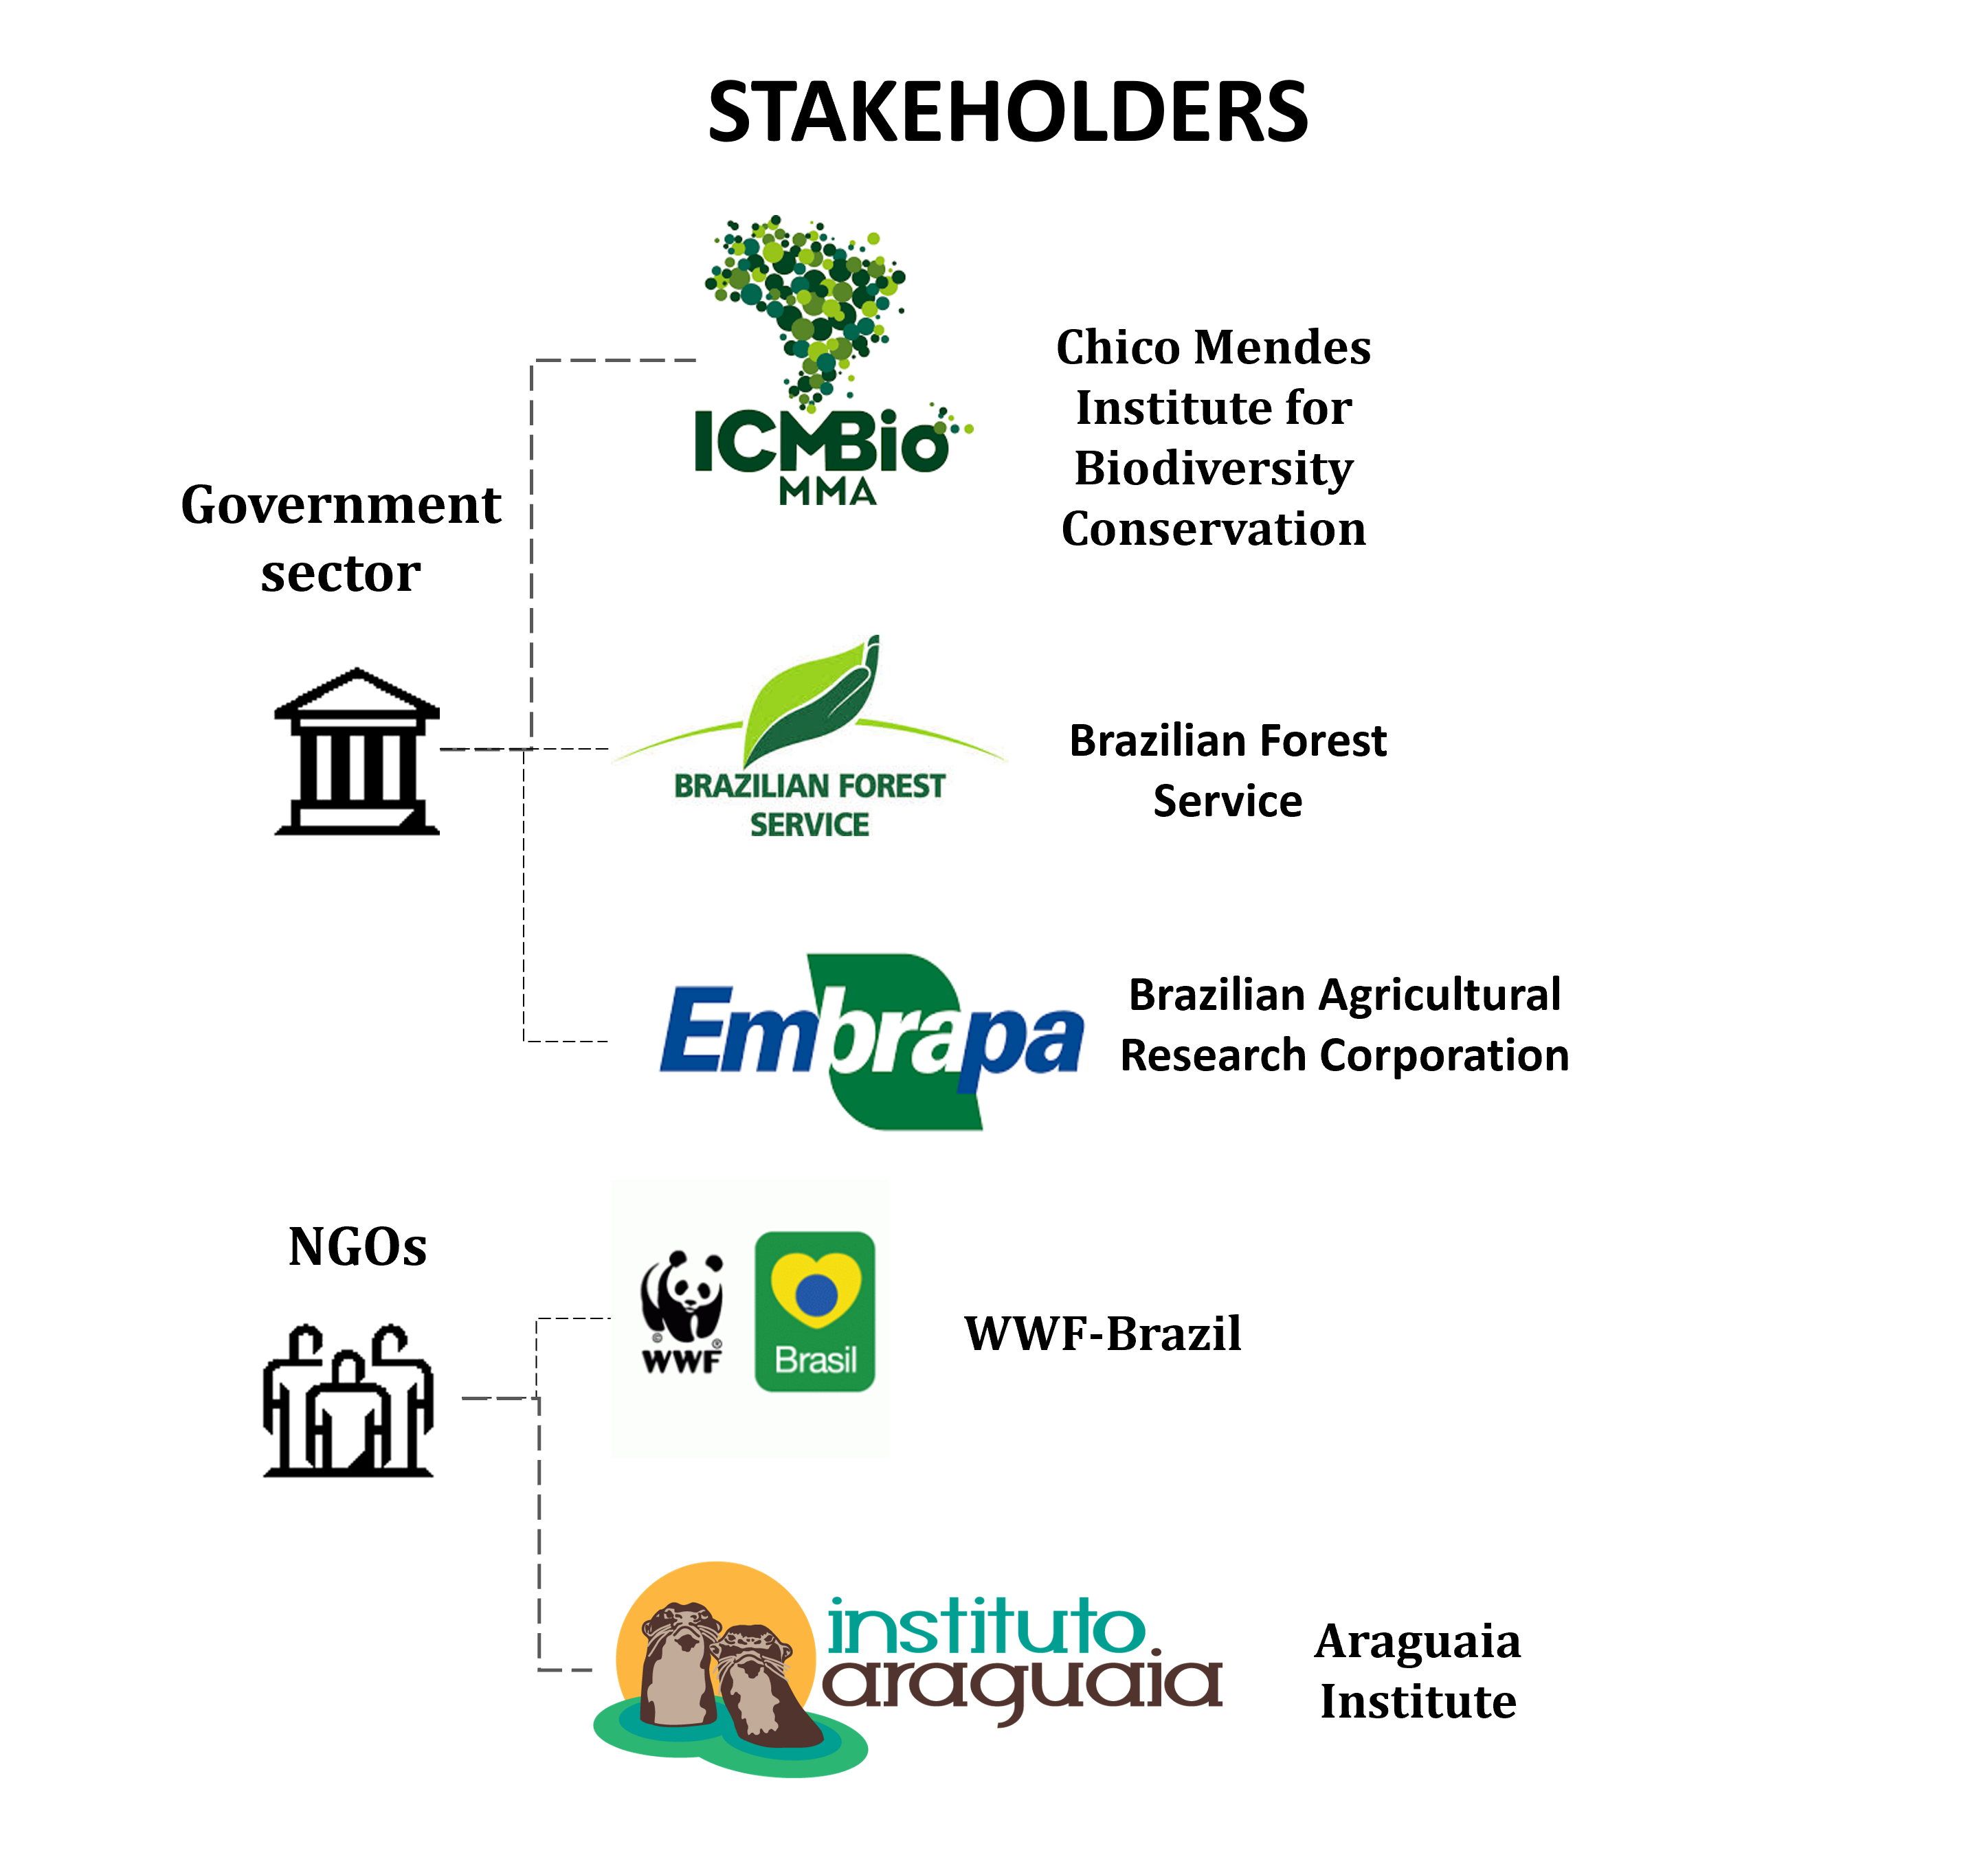 STAKEHOLDERS
ICMBio
MMA
Chico Mendes
Institute for
Biodiversity
Conservation
Government
sector
BRAZILIAN FOREST
SERVICE
Brazilian Forest
Service
Embrapa
Brazilian Agricultural
Research Corporation
NGOs
©
®
WWF
Brasil
WWF-Brazil
instituto
araguaia
Araguaia
Institute